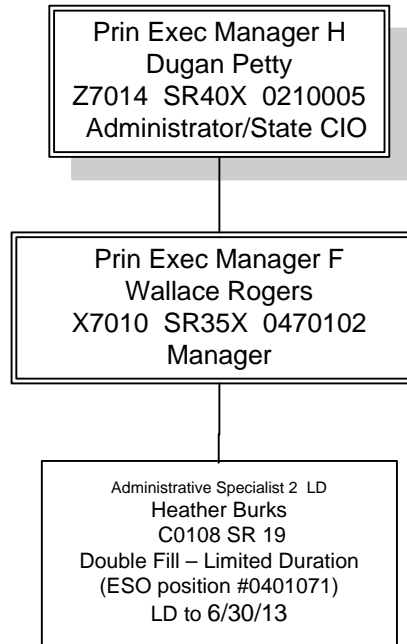 Prin Exec Manager H
Dugan Petty
Z7014 SR40X 0210005
Administrator/State CIO
Prin Exec Manager F
Wallace Rogers
X7010 SR35X 0470102
Manager
Administrative Specialist 2 LD
Heather Burks
C0108 SR 19
Double Fill – Limited Duration
(ESO position #0401071)
LD to 6/30/13